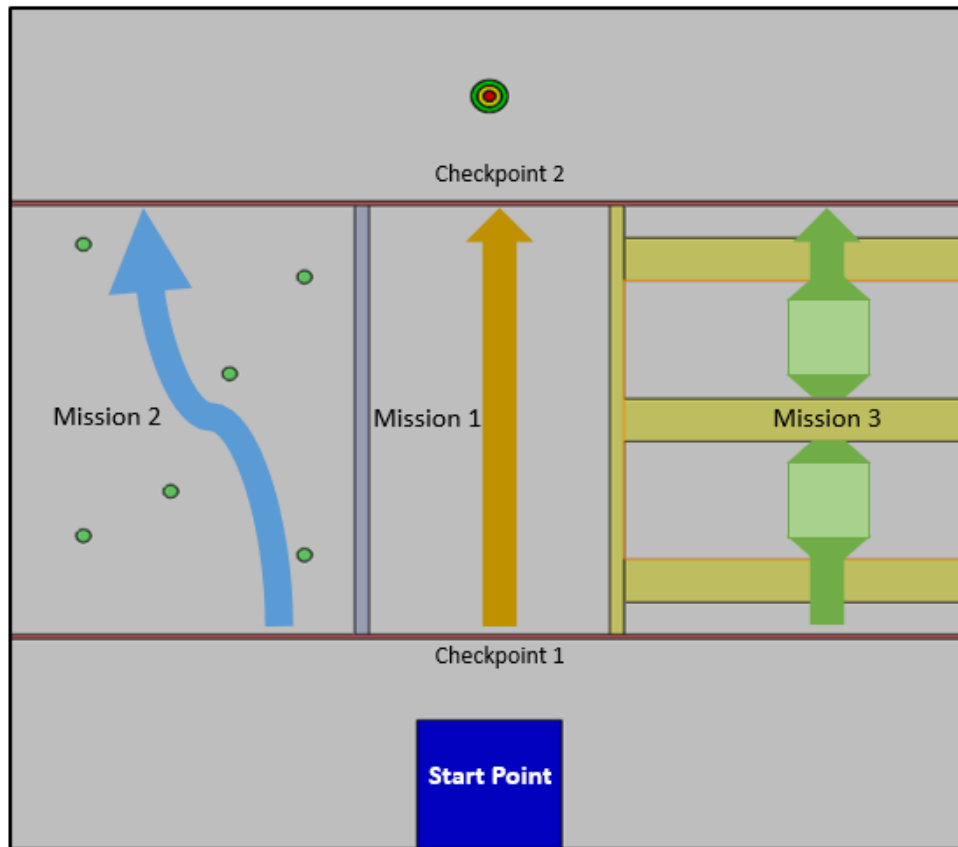 Checkpoint 2
Mission 2
Mission 1
Mission 3
Checkpoint 1
Start Point